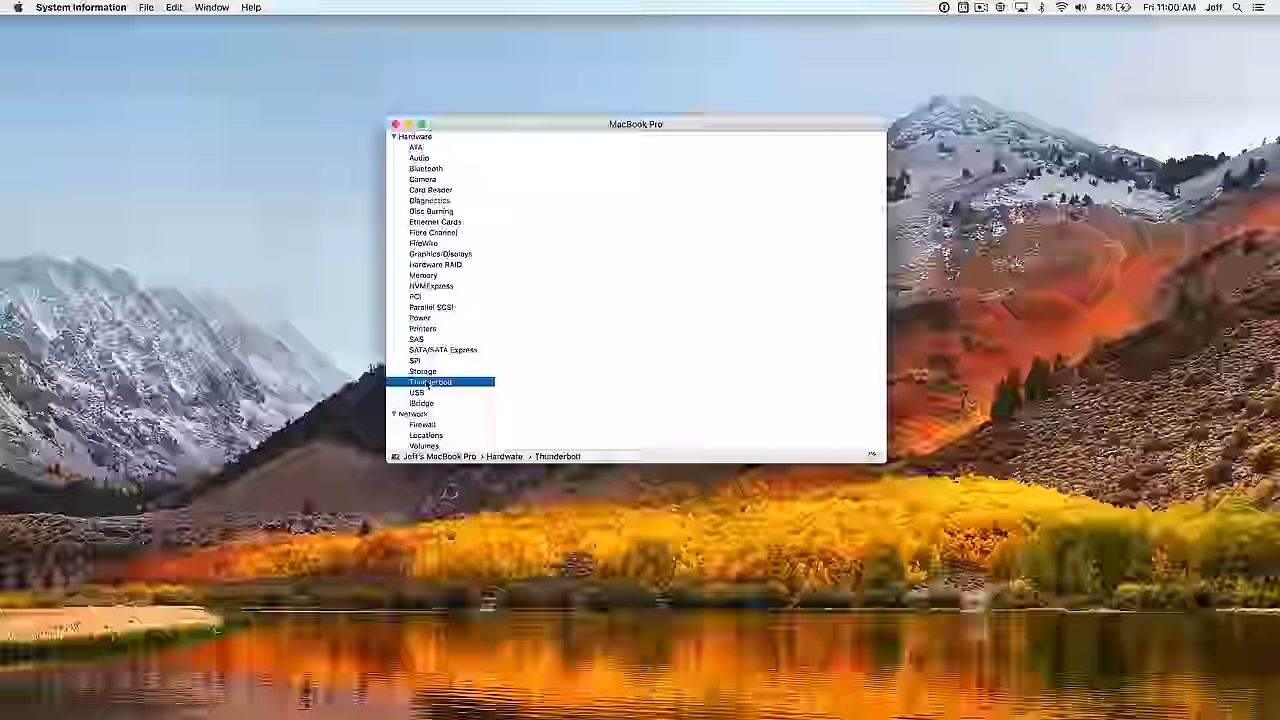 System Information File Edit Window Help 84% Fri 11:00 AM Jeff
MacBook Pro
Hardware
ATA
Audio
Bluetooth
Camera
Card Reader
Diagnostics
Disc Burning
Ethernet Cards
Fibre Channel
FireWire
Graphics/Displays
Hardware RAID
Memory
NVMExpress
PCI
Parallel SCSI
Power
Printers
SAS
SATA/SATA Express
SPI
Storage
Thunderbolt
USB
iBridge
Network
Firewall
Locations
Volumes
Jeff's MacBook Pro › Hardware › Thunderbolt